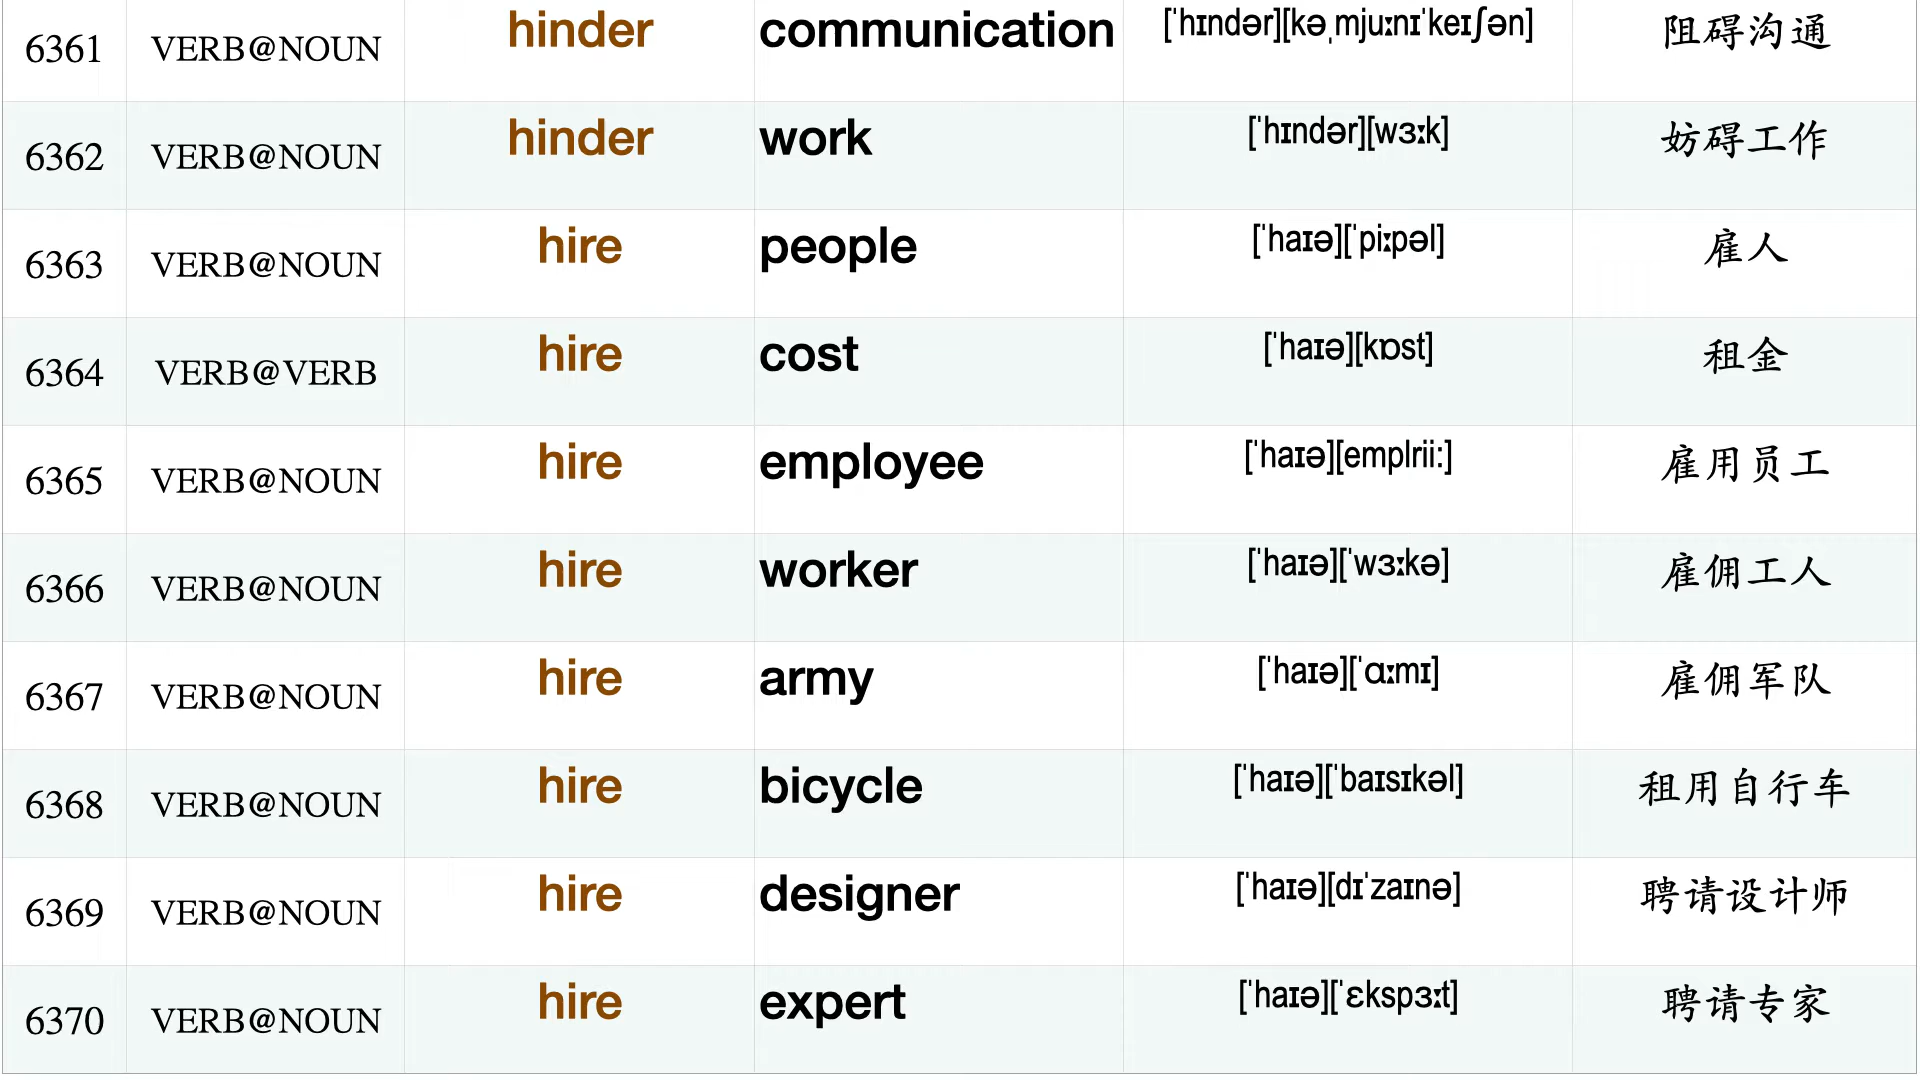 6361 VERB@NOUN hinder communication [ˈhɪndər][kəˌmjuːnɪˈkeɪʃən] 阻碍沟通
6362 VERB@NOUN hinder work [ˈhɪndər][wɜːk] 妨碍工作
6363 VERB@NOUN hire people [ˈhaɪə][ˈpiːpəl] 雇人
6364 VERB@VERB hire cost [ˈhaɪə][kɒst] 租金
6365 VERB@NOUN hire employee [ˈhaɪə][emplrii:] 雇用员工
6366 VERB@NOUN hire worker [ˈhaɪə][ˈwɜːkə] 雇佣工人
6367 VERB@NOUN hire army [ˈhaɪə][ˈɑːmɪ] 雇佣军队
6368 VERB@NOUN hire bicycle [ˈhaɪə][ˈbaɪsɪkəl] 租用自行车
6369 VERB@NOUN hire designer [ˈhaɪə][dɪˈzaɪnə] 聘请设计师
6370 VERB@NOUN hire expert [ˈhaɪə][ˈɛkspɜːt] 聘请专家